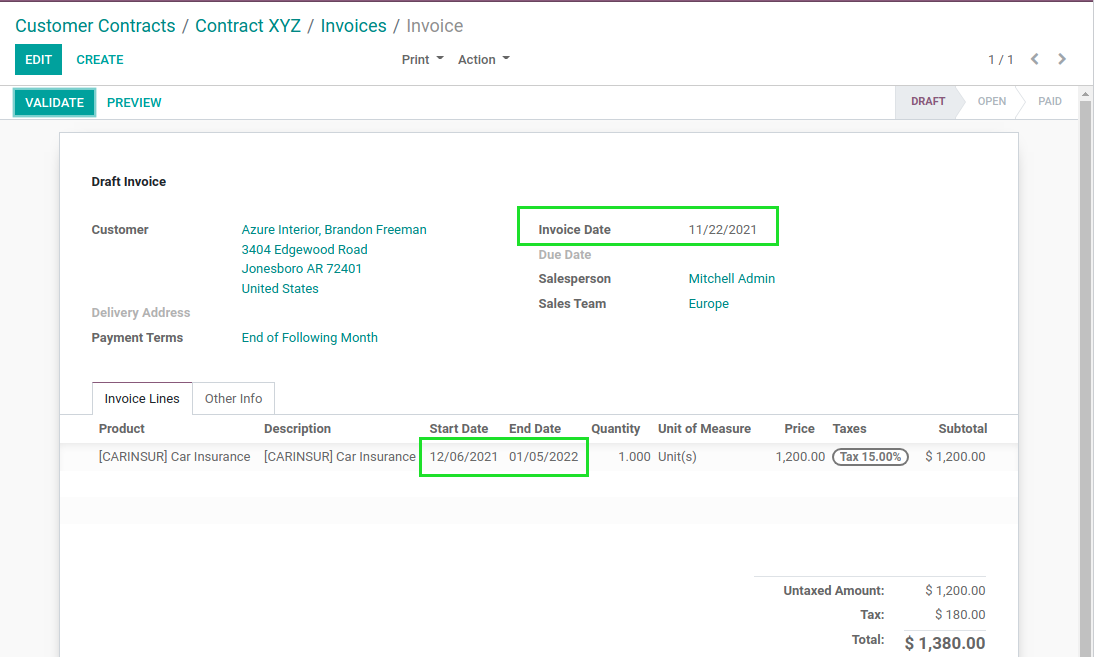 Customer Contracts / Contract XYZ / Invoices / Invoice
EDIT CREATE Print Action 1 / 1
VALIDATE PREVIEW DRAFT OPEN PAID
Draft Invoice
Customer Azure Interior, Brandon Freeman Invoice Date 11/22/2021
3404 Edgewood Road Due Date
Jonesboro AR 72401 Salesperson Mitchell Admin
United States Sales Team Europe
Delivery Address
Payment Terms End of Following Month
Invoice Lines Other Info
Product Description Start Date End Date Quantity Unit of Measure Price Taxes Subtotal
[CARINSUR] Car Insurance [CARINSUR] Car Insurance 12/06/2021 01/05/2022 1.000 Unit(s) 1,200.00 Tax 15.00% $ 1,200.00
Untaxed Amount: $ 1,200.00
Tax: $ 180.00
Total: $ 1,380.00